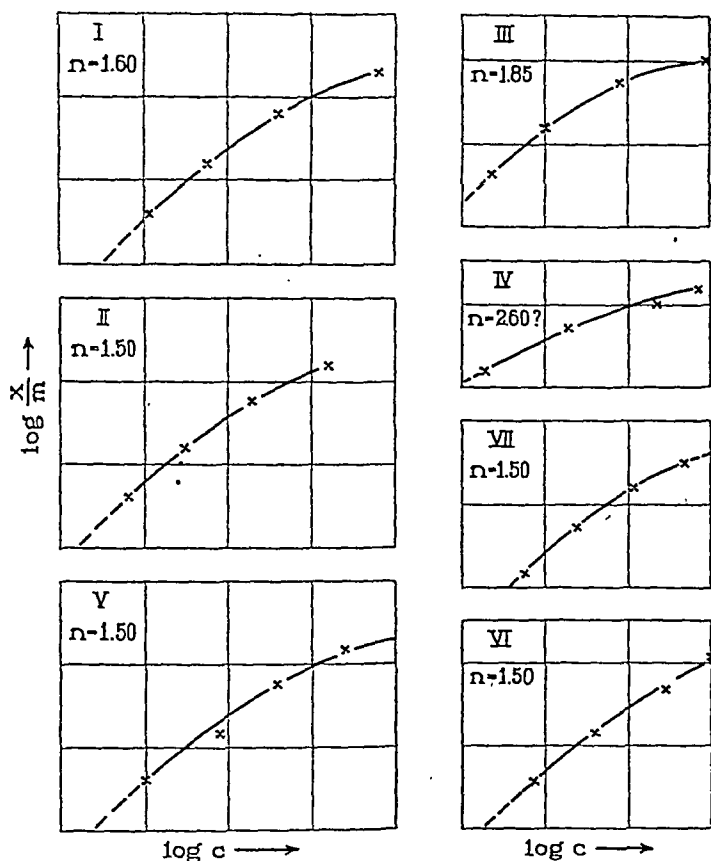 I
n=1.60
III
n=1.85
II
n=1.50
IV
n=2.60?
VII
n=1.50
V
n=1.50
VI
n=1.50
log x/m →
log c →
log c →